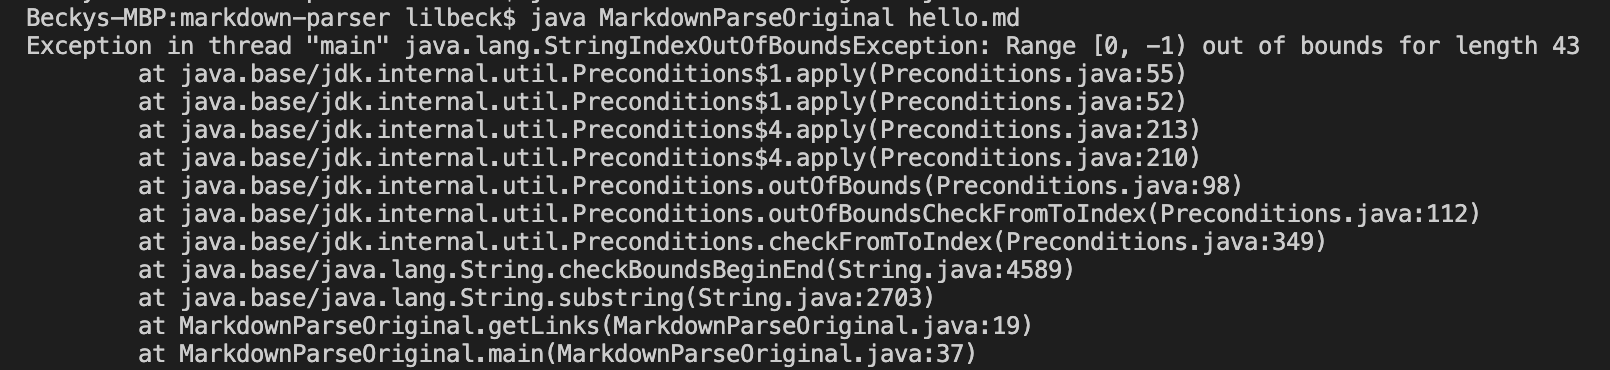 Beckys-MBP:markdown-parser lilbeck$ java MarkdownParseOriginal hello.md
Exception in thread "main" java.lang.StringIndexOutOfBoundsException: Range [0, -1) out of bounds for length 43
        at java.base/jdk.internal.util.Preconditions$1.apply(Preconditions.java:55)
        at java.base/jdk.internal.util.Preconditions$1.apply(Preconditions.java:52)
        at java.base/jdk.internal.util.Preconditions$4.apply(Preconditions.java:213)
        at java.base/jdk.internal.util.Preconditions$4.apply(Preconditions.java:210)
        at java.base/jdk.internal.util.Preconditions.outOfBounds(Preconditions.java:98)
        at java.base/jdk.internal.util.Preconditions.outOfBoundsCheckFromToIndex(Preconditions.java:112)
        at java.base/jdk.internal.util.Preconditions.checkFromToIndex(Preconditions.java:349)
        at java.base/java.lang.String.checkBoundsBeginEnd(String.java:4589)
        at java.base/java.lang.String.substring(String.java:2703)
        at MarkdownParseOriginal.getLinks(MarkdownParseOriginal.java:19)
        at MarkdownParseOriginal.main(MarkdownParseOriginal.java:37)